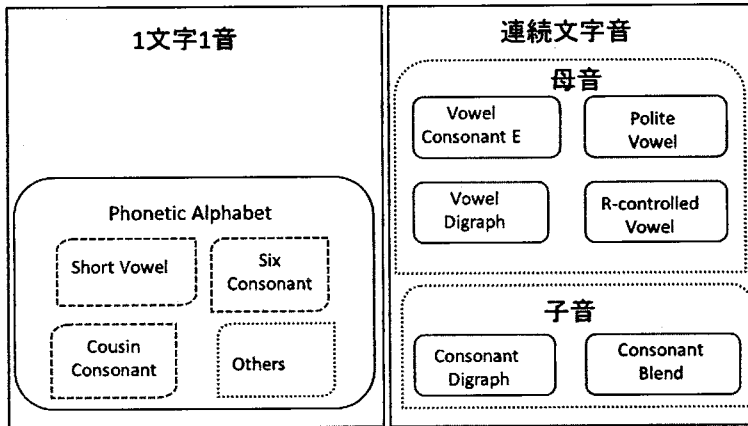 1文字1音
Phonetic Alphabet
Short Vowel
Six
Consonant
Cousin
Consonant
Others
連続文字音
母音
Vowel
Consonant E
Polite
Vowel
Vowel
Digraph
R-controlled
Vowel
子音
Consonant
Digraph
Consonant
Blend